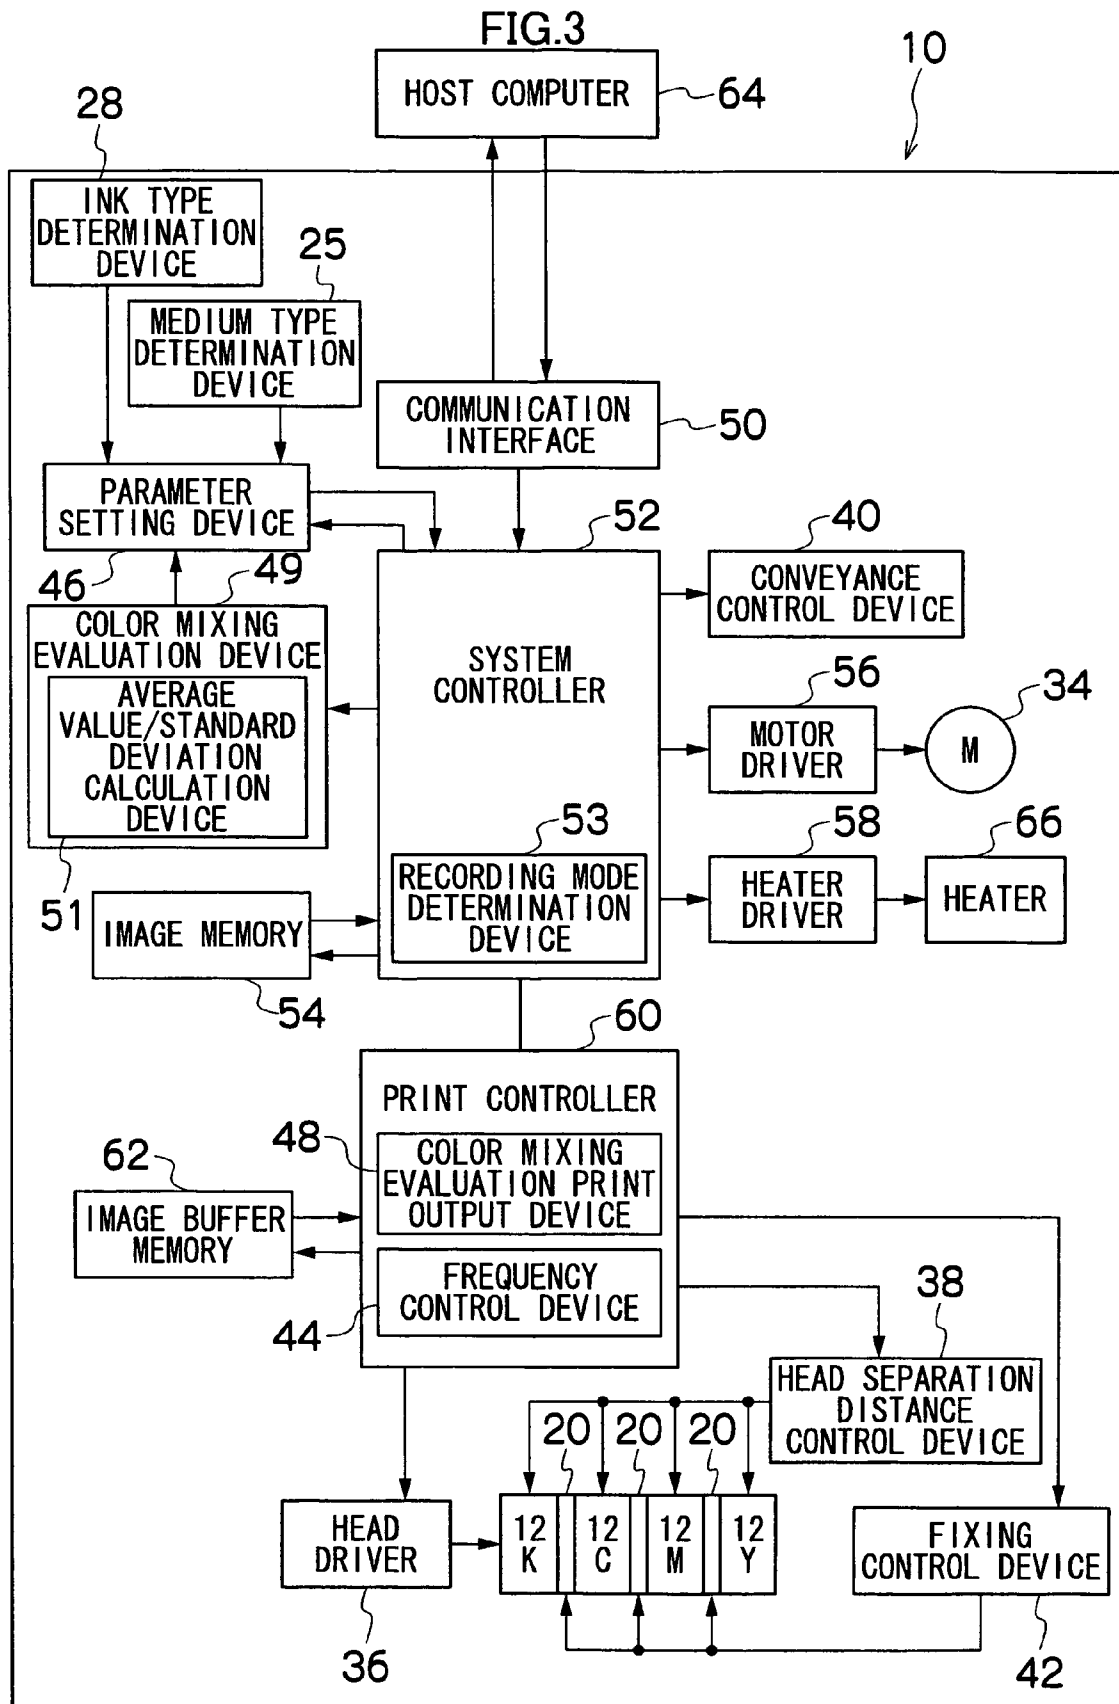 FIG.3
10
HOST COMPUTER
64
28
INK TYPE
DETERMINATION
DEVICE
25
MEDIUM TYPE
DETERMINATION
DEVICE
COMMUNICATION
INTERFACE
50
PARAMETER
SETTING DEVICE
46
49
52
40
CONVEYANCE
CONTROL DEVICE
COLOR MIXING
EVALUATION DEVICE
AVERAGE
VALUE/STANDARD
DEVIATION
CALCULATION
DEVICE
51
SYSTEM
CONTROLLER
56
MOTOR
DRIVER
34
M
53
RECORDING MODE
DETERMINATION
DEVICE
58
HEATER
DRIVER
66
HEATER
IMAGE MEMORY
54
60
PRINT CONTROLLER
48
COLOR MIXING
EVALUATION PRINT
OUTPUT DEVICE
62
IMAGE BUFFER
MEMORY
FREQUENCY
CONTROL DEVICE
44
38
HEAD SEPARATION
DISTANCE
CONTROL DEVICE
20
20
20
HEAD
DRIVER
36
12
K
12
C
12
M
12
Y
FIXING
CONTROL DEVICE
42